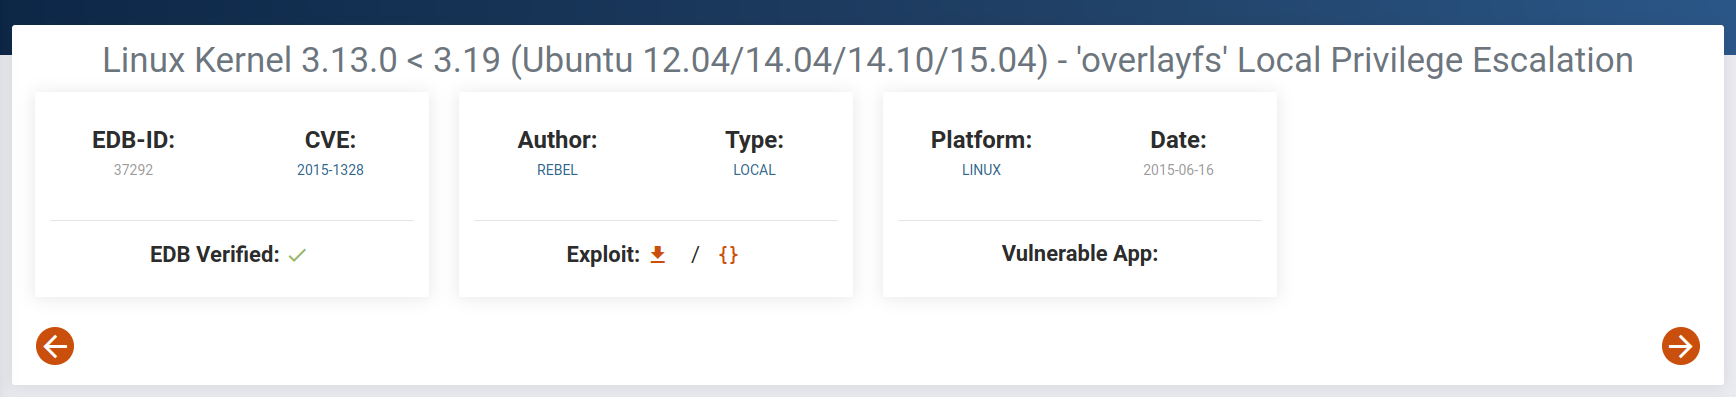 Linux Kernel 3.13.0 < 3.19 (Ubuntu 12.04/14.04/14.10/15.04) - 'overlayfs' Local Privilege Escalation
EDB-ID:
37292
CVE:
2015-1328
EDB Verified:
Author:
REBEL
Type:
LOCAL
Exploit: / {}
Platform:
LINUX
Date:
2015-06-16
Vulnerable App: